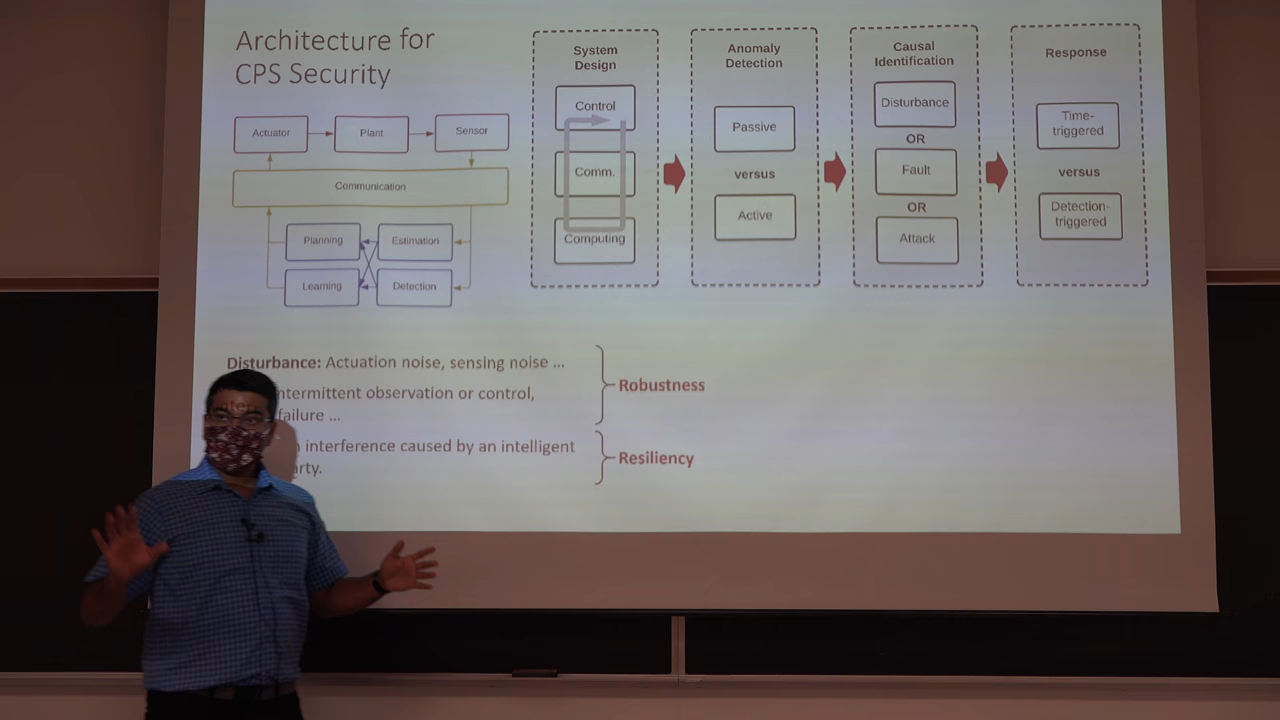 Architecture for
CPS Security
Actuator
Plant
Sensor
Communication
Planning
Estimation
Learning
Detection
System
Design
Control
Comm.
Computing
Anomaly
Detection
Passive
versus
Active
Causal
Identification
Disturbance
OR
Fault
OR
Attack
Response
Time-
triggered
versus
Detection-
triggered
Disturbance: Actuation noise, sensing noise ...
ntermittent observation or control,
failure ...
Robustness
interference caused by an intelligent
arty.
Resiliency